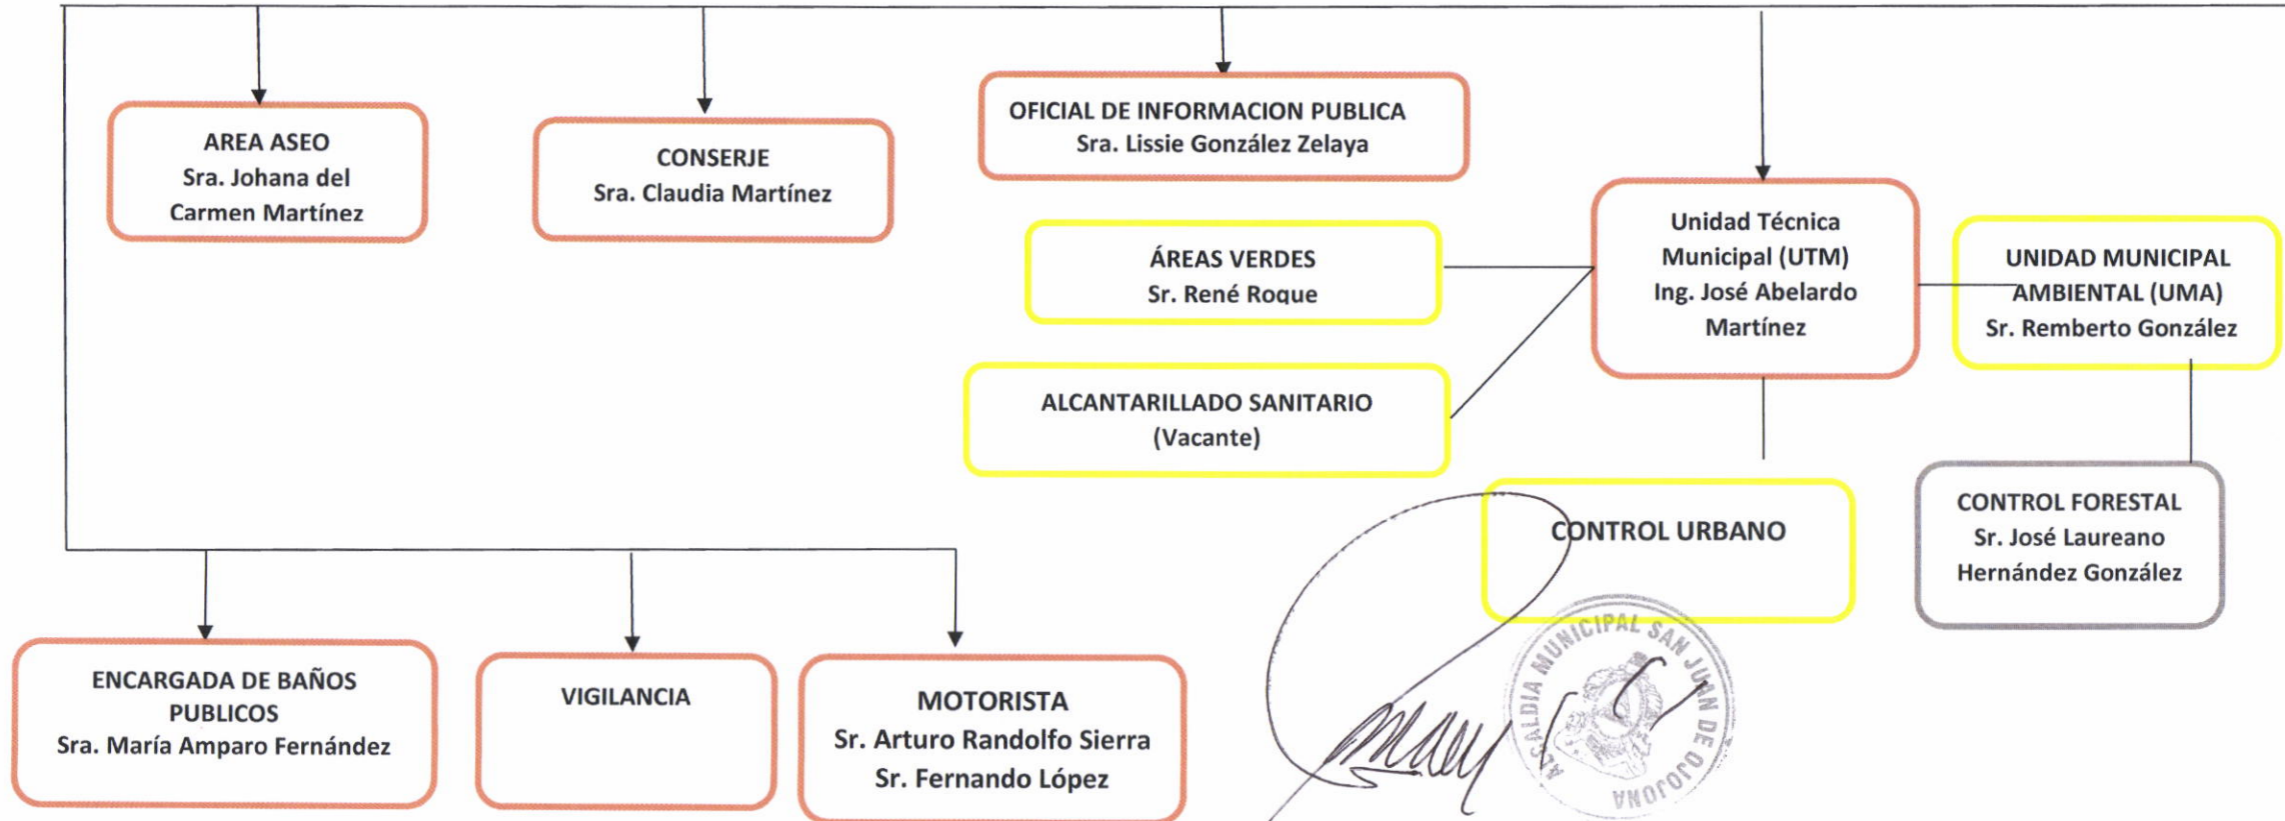 AREA ASEO
Sra. Johana del
Carmen Martínez
CONSERJE
Sra. Claudia Martínez
OFICIAL DE INFORMACION PUBLICA
Sra. Lissie González Zelaya
ÁREAS VERDES
Sr. René Roque
ALCANTARILLADO SANITARIO
(Vacante)
Unidad Técnica
Municipal (UTM)
Ing. José Abelardo
Martínez
UNIDAD MUNICIPAL
AMBIENTAL (UMA)
Sr. Remberto González
CONTROL URBANO
CONTROL FORESTAL
Sr. José Laureano
Hernández González
ENCARGADA DE BAÑOS
PUBLICOS
Sra. María Amparo Fernández
VIGILANCIA
MOTORISTA
Sr. Arturo Randolfo Sierra
Sr. Fernando López
ALCALDIA MUNICIPAL SAN JUAN DE OJOJONA